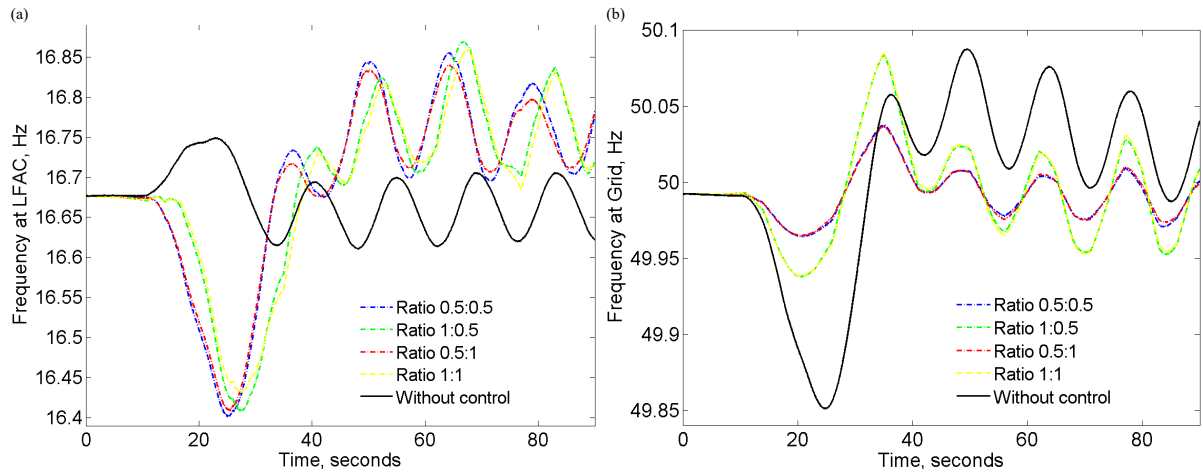 (a)
Frequency at LFAC, Hz
16.85
16.8
16.75
16.7
16.65
16.6
16.55
16.5
16.45
16.4
0
20
40
60
80
Time, seconds
Ratio 0.5:0.5
Ratio 1:0.5
Ratio 0.5:1
Ratio 1:1
Without control
(b)
Frequency at Grid, Hz
50.1
50.05
50
49.95
49.9
49.85
0
20
40
60
80
Time, seconds
Ratio 0.5:0.5
Ratio 1:0.5
Ratio 0.5:1
Ratio 1:1
Without control